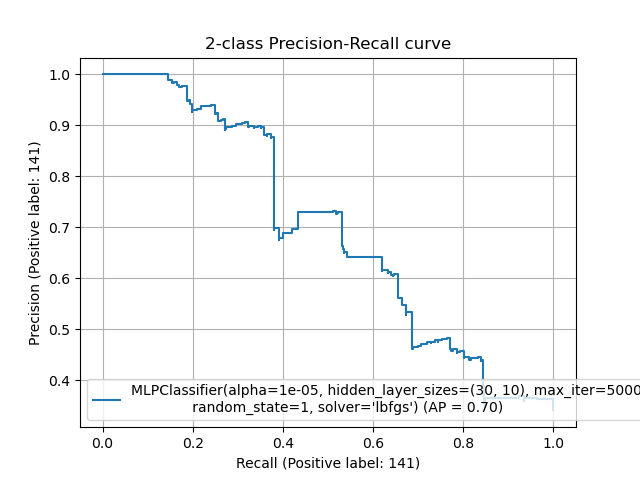 2-class Precision-Recall curve
1.0
0.9
0.8
0.7
0.6
0.5
0.4
Precision (Positive label: 141)
MLPClassifier(alpha=1e-05, hidden_layer_sizes=(30, 10), max_iter=5000
random_state=1, solver='lbfgs') (AP = 0.70)
0.0 0.2 0.4 0.6 0.8 1.0
Recall (Positive label: 141)